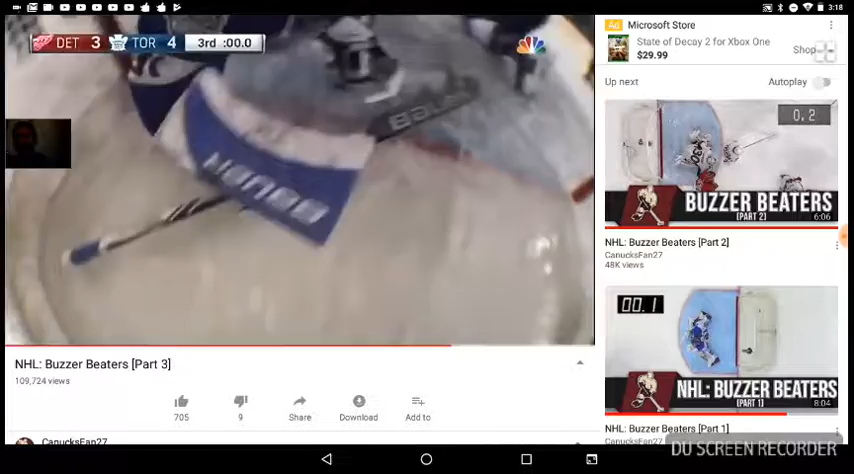 3:18
DET 3 TOR 4 3rd :00.0
BAUER
BAUER
NHL: Buzzer Beaters [Part 3]
109,724 views
705
9
Share
Download
Add to
CanucksFan27
Ad Microsoft Store
State of Decay 2 for Xbox One
$29.99
Shop
Up next
Autoplay
0.2
BUZZER BEATERS
[PART 2]
6:06
NHL: Buzzer Beaters [Part 2]
CanucksFan27
48K views
00.1
NHL: BUZZER BEATERS
[PART 1]
8:04
NHL: Buzzer Beaters [Part 1]
CanucksFan27
DU SCREEN RECORDER